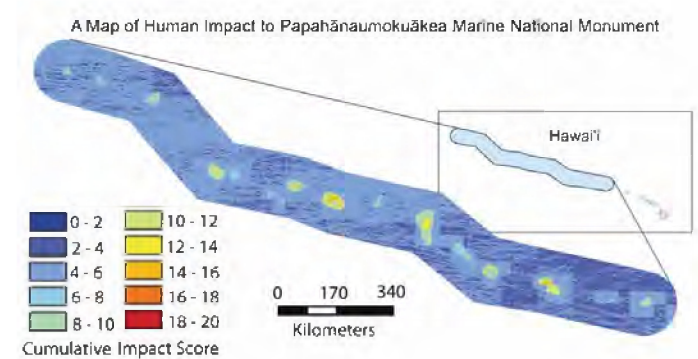 A Map of Human Impact to Papahānaumokuākea Marine National Monument
Hawai'i
0 - 2
2 - 4
4 - 6
6 - 8
8 - 10
10 - 12
12 - 14
14 - 16
16 - 18
18 - 20
Cumulative Impact Score
0 170 340
Kilometers